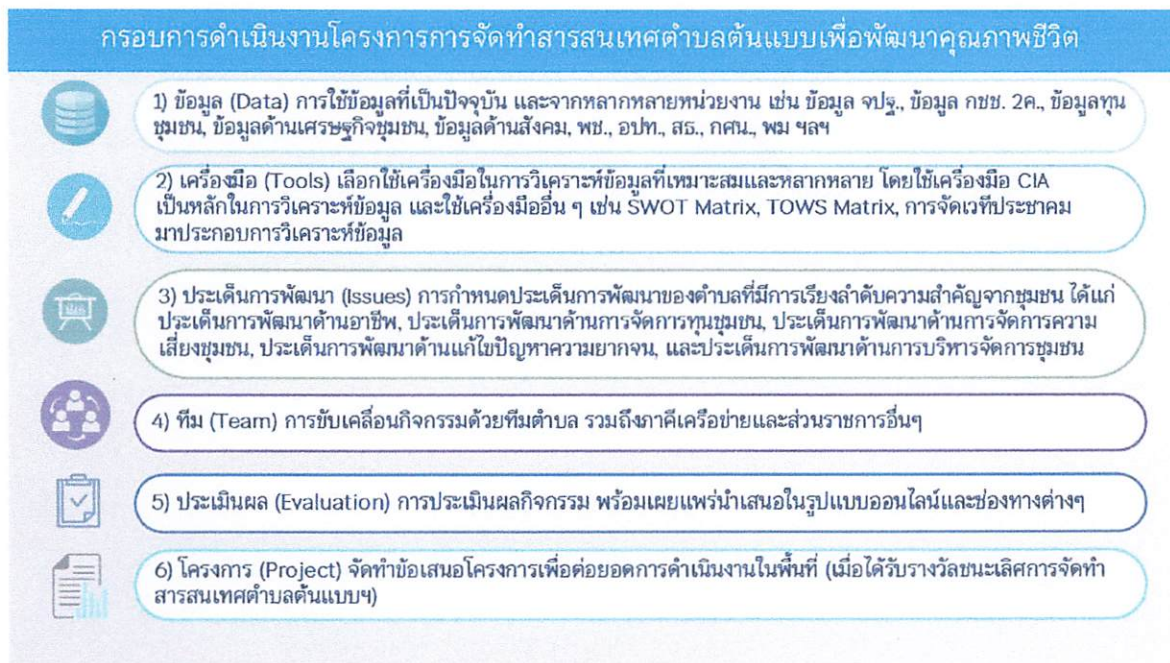 กรอบการดำเนินงานโครงการการจัดทำสารสนเทศตำบลต้นแบบเพื่อพัฒนาคุณภาพชีวิต
1) ข้อมูล (Data) การใช้ข้อมูลที่เป็นปัจจุบัน และจากหลากหลายหน่วยงาน เช่น ข้อมูล จปฐ., ข้อมูล กชช. 2ค., ข้อมูลทุน
ชุมชน, ข้อมูลด้านเศรษฐกิจชุมชน, ข้อมูลด้านสังคม, พช., อปท., สธ., กศน., พม ฯลฯ
2) เครื่องมือ (Tools) เลือกใช้เครื่องมือในการวิเคราะห์ข้อมูลที่เหมาะสมและหลากหลาย โดยใช้เครื่องมือ CIA
เป็นหลักในการวิเคราะห์ข้อมูล และใช้เครื่องมืออื่น ๆ เช่น SWOT Matrix, TOWS Matrix, การจัดเวทีประชาคม
มาประกอบการวิเคราะห์ข้อมูล
3) ประเด็นการพัฒนา (Issues) การกำหนดประเด็นการพัฒนาของตำบลที่มีการเรียงลำดับความสำคัญจากชุมชน ได้แก่
ประเด็นการพัฒนาด้านอาชีพ, ประเด็นการพัฒนาด้านการจัดการทุนชุมชน, ประเด็นการพัฒนาด้านการจัดการความ
เสี่ยงชุมชน, ประเด็นการพัฒนาด้านแก้ไขปัญหาความยากจน, และประเด็นการพัฒนาด้านการบริหารจัดการชุมชน
4) ทีม (Team) การขับเคลื่อนกิจกรรมด้วยทีมตำบล รวมถึงภาคีเครือข่ายและส่วนราชการอื่นๆ
5) ประเมินผล (Evaluation) การประเมินผลกิจกรรม พร้อมเผยแพร่นำเสนอในรูปแบบออนไลน์และช่องทางต่างๆ
6) โครงการ (Project) จัดทำข้อเสนอโครงการเพื่อต่อยอดการดำเนินงานในพื้นที่ (เมื่อได้รับรางวัลชนะเลิศการจัดทำ
สารสนเทศตำบลต้นแบบฯ)